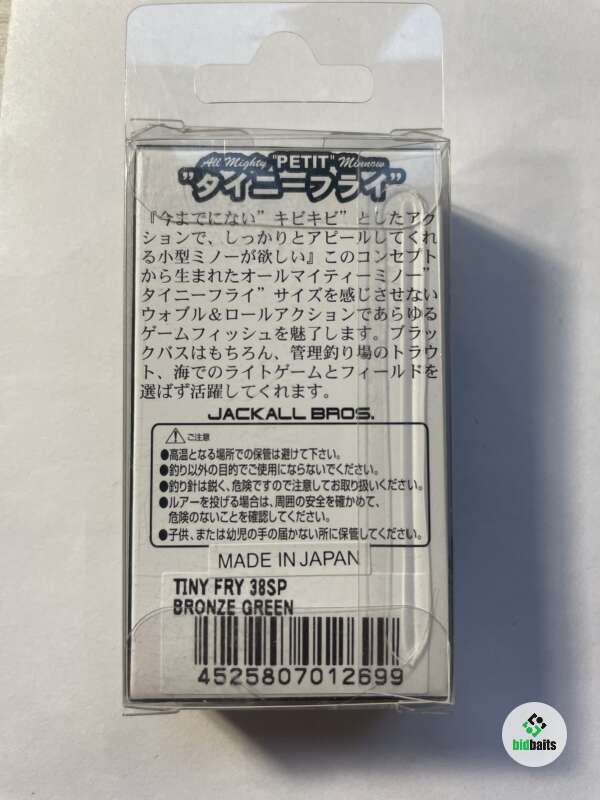 All Mighty "PETIT" Minnow
"タイニーフライ"
『今までにない”キビキビ”としたアク
ションで、しっかりとアピールしてくれ
る小型ミノーが欲しい』このコンセプト
から生まれたオールマイティーミノー”
タイニーフライ”サイズを感じさせない
ウォブル＆ロールアクションであらゆる
ゲームフィッシュを魅了します。ブラッ
クバスはもちろん、管理釣り場のトラウ
ト、海でのライトゲームとフィールドを
選ばず活躍してくれます。
JACKALL BROS.
ご注意
●高温となる場所での保管は避けて下さい。
●釣り以外の目的でご使用にならないでください。
●釣り針は鋭く、危険ですので注意してお取り扱いください。
●ルアーを投げる場合は、周囲の安全を確かめて、
危険のないことを確認してください。
●子供、または幼児の手の届かない所に保管してください。
MADE IN JAPAN
TINY FRY 38SP
BRONZE GREEN
4525807012699
bidbaits